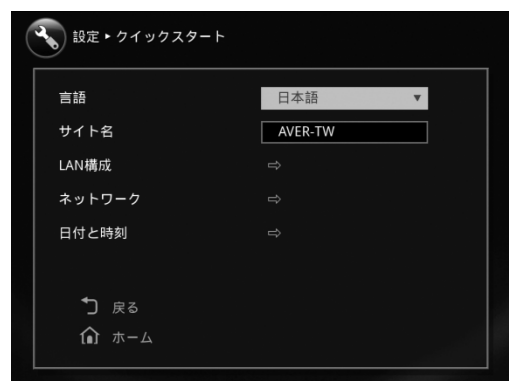 設定 ‣ クイックスタート
言語 日本語 ▼
サイト名 AVER-TW
LAN構成 ⇨
ネットワーク ⇨
日付と時刻 ⇨
戻る
ホーム